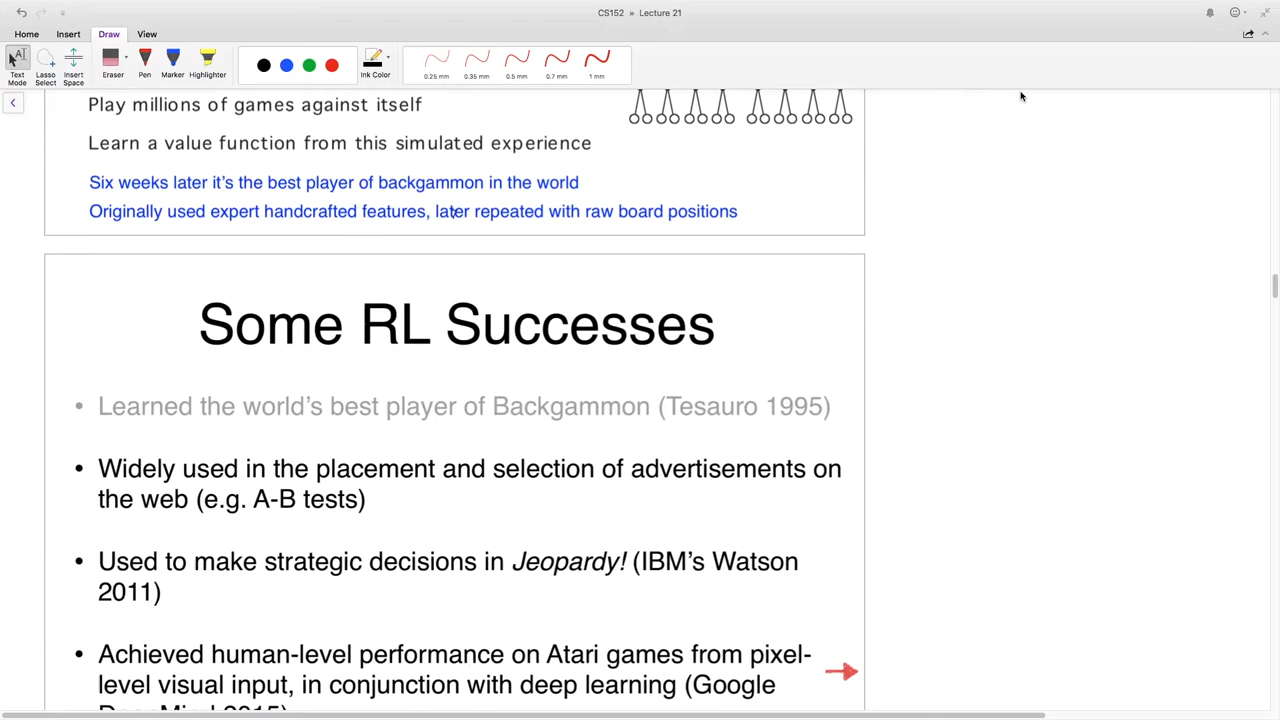 CS152 » Lecture 21
Home Insert Draw View
Text Mode
Lasso Select
Insert Space
Eraser
Pen
Marker
Highlighter
Ink Color
0.25 mm
0.35 mm
0.5 mm
0.7 mm
1 mm
Play millions of games against itself
Learn a value function from this simulated experience
Six weeks later it's the best player of backgammon in the world
Originally used expert handcrafted features, later repeated with raw board positions
Some RL Successes
• Learned the world's best player of Backgammon (Tesauro 1995)
• Widely used in the placement and selection of advertisements on
the web (e.g. A-B tests)
• Used to make strategic decisions in Jeopardy! (IBM's Watson
2011)
• Achieved human-level performance on Atari games from pixel-
level visual input, in conjunction with deep learning (Google